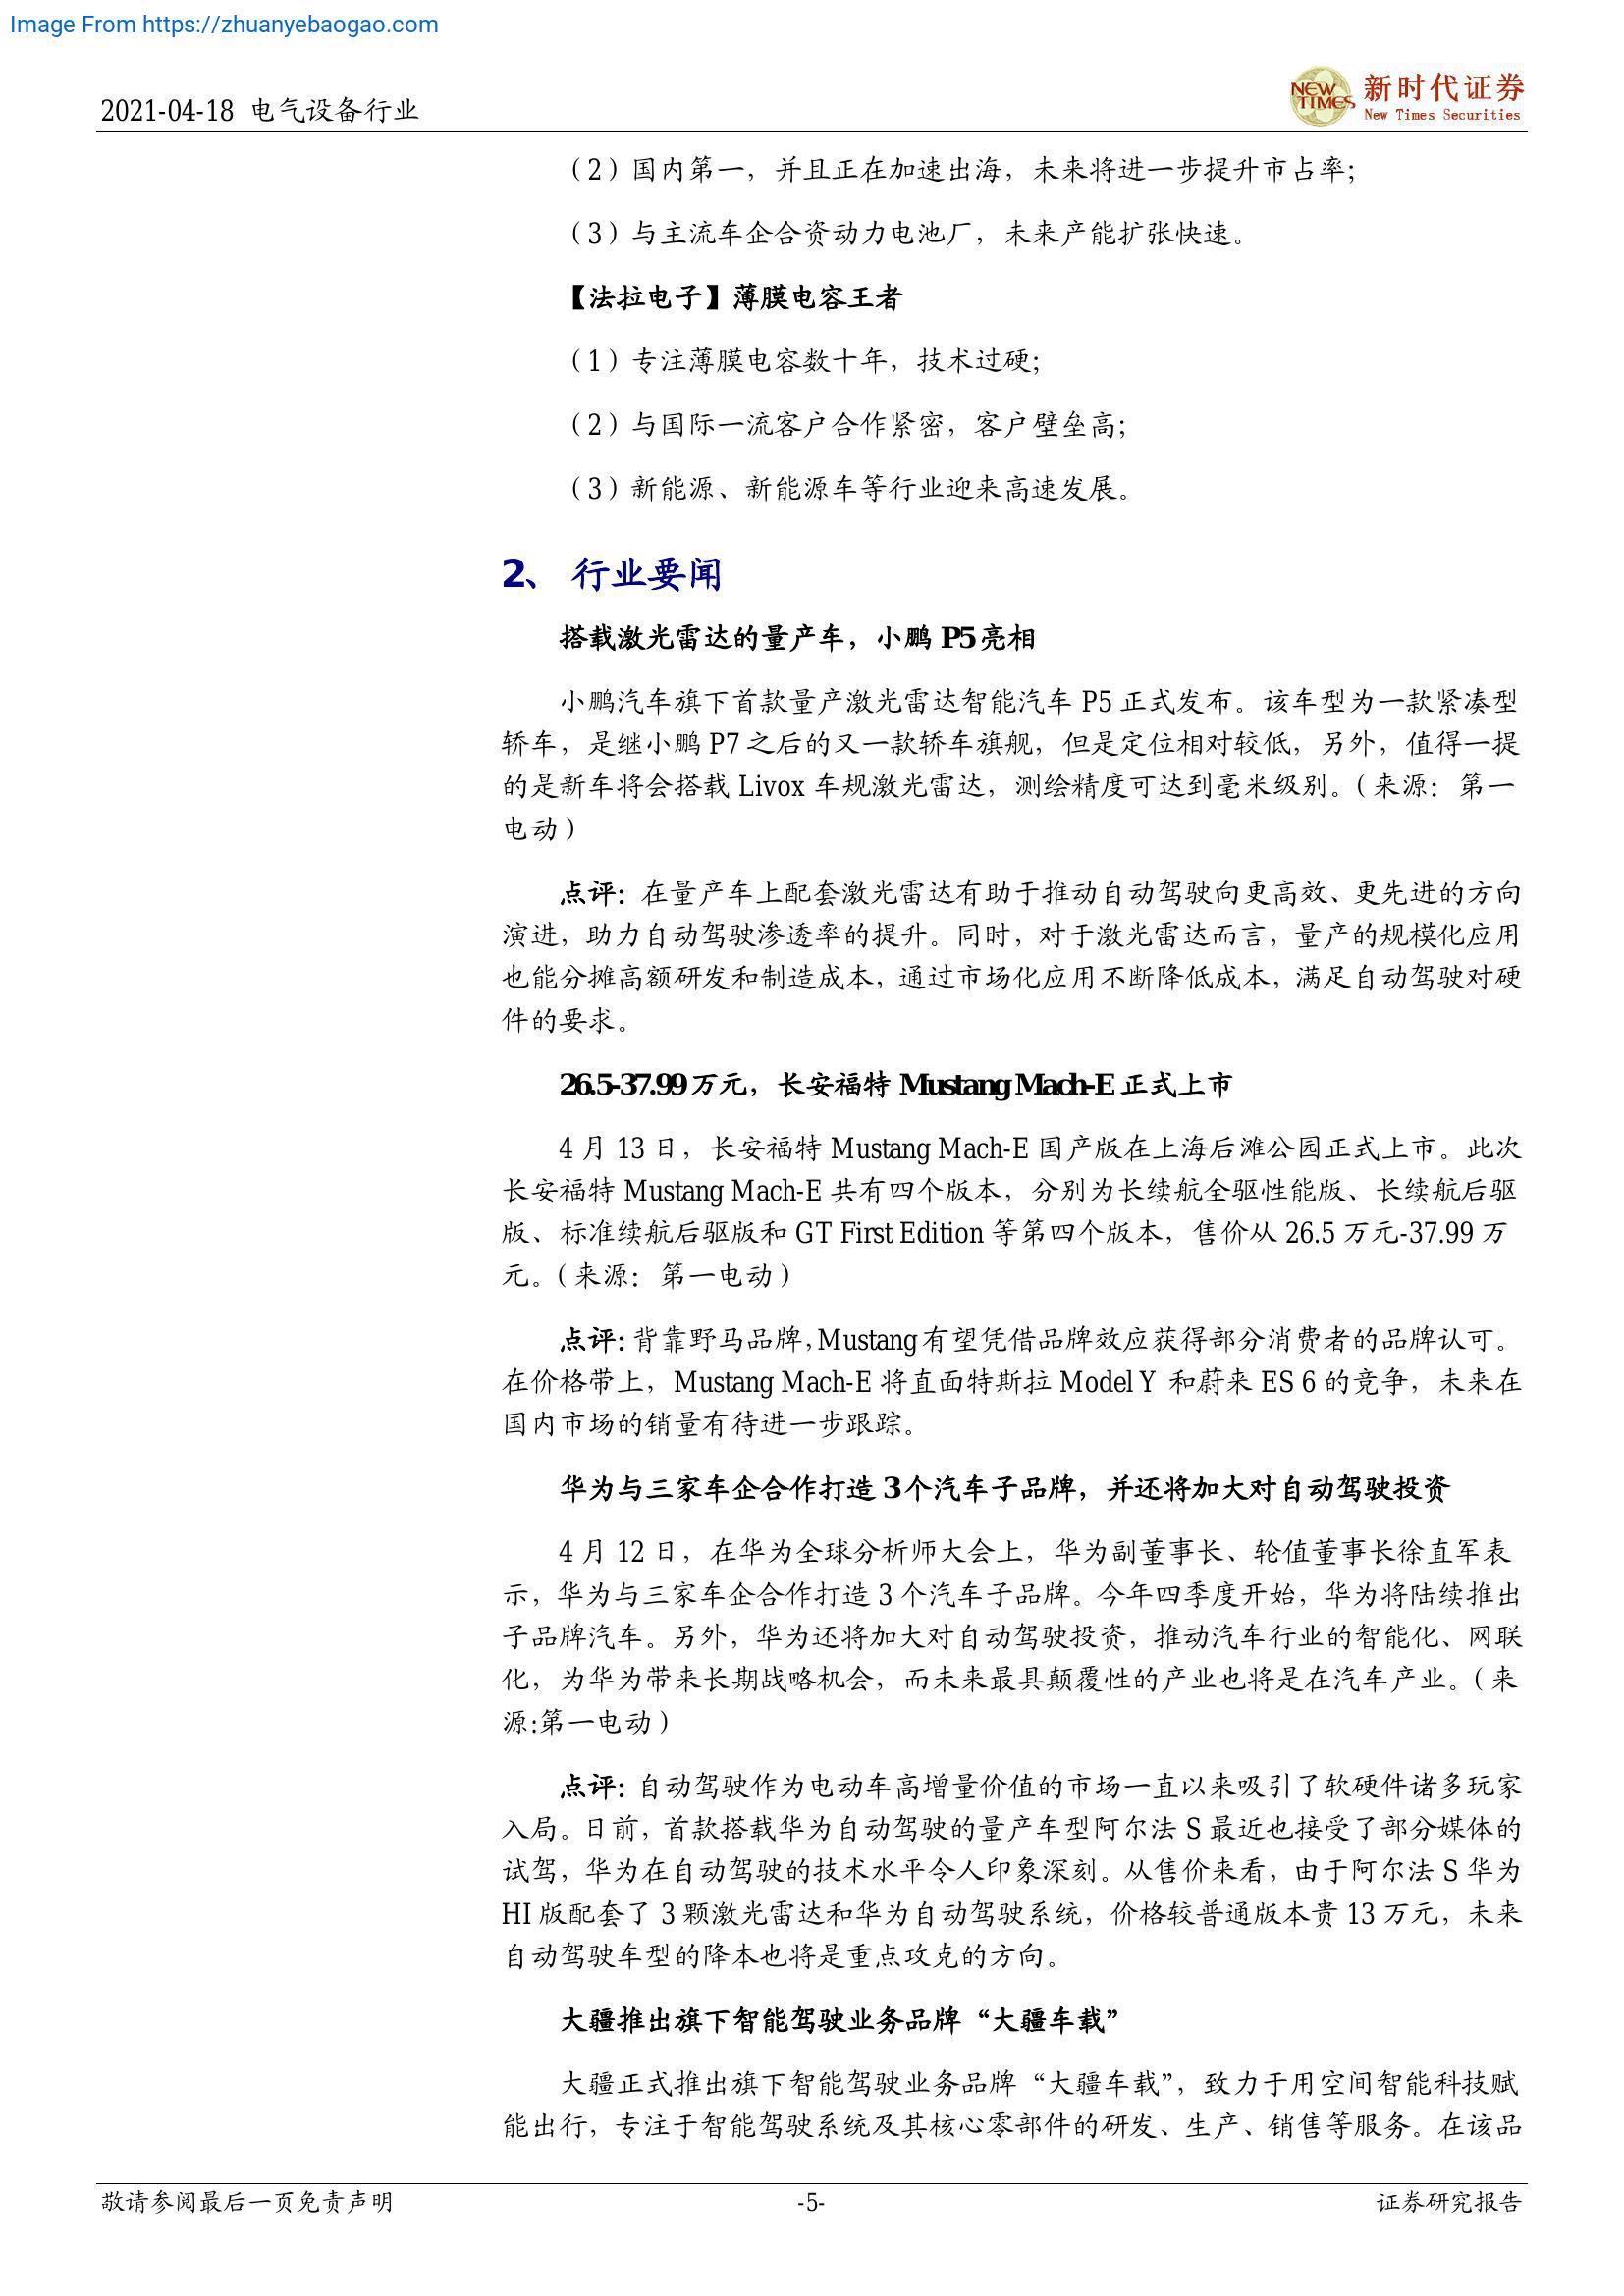 Image From https://zhuanyebaogao.com
2021-04-18 电气设备行业
NEW TIMES
新时代证券
New Times Securities
（2）国内第一，并且正在加速出海，未来将进一步提升市占率；
（3）与主流车企合资动力电池厂，未来产能扩张快速。
【法拉电子】薄膜电容王者
（1）专注薄膜电容数十年，技术过硬；
（2）与国际一流客户合作紧密，客户壁垒高；
（3）新能源、新能源车等行业迎来高速发展。
2、 行业要闻
搭载激光雷达的量产车，小鹏 P5 亮相
小鹏汽车旗下首款量产激光雷达智能汽车 P5 正式发布。该车型为一款紧凑型
轿车，是继小鹏 P7 之后的又一款轿车旗舰，但是定位相对较低，另外，值得一提
的是新车将会搭载 Livox 车规激光雷达，测绘精度可达到毫米级别。（来源：第一
电动）
点评：在量产车上配套激光雷达有助于推动自动驾驶向更高效、更先进的方向
演进，助力自动驾驶渗透率的提升。同时，对于激光雷达而言，量产的规模化应用
也能分摊高额研发和制造成本，通过市场化应用不断降低成本，满足自动驾驶对硬
件的要求。
26.5-37.99 万元，长安福特 Mustang Mach-E 正式上市
4 月 13 日，长安福特 Mustang Mach-E 国产版在上海后滩公园正式上市。此次
长安福特 Mustang Mach-E 共有四个版本，分别为长续航全驱性能版、长续航后驱
版、标准续航后驱版和 GT First Edition 等第四个版本，售价从 26.5 万元-37.99 万
元。（来源：第一电动）
点评：背靠野马品牌，Mustang 有望凭借品牌效应获得部分消费者的品牌认可。
在价格带上，Mustang Mach-E 将直面特斯拉 Model Y 和蔚来 ES 6 的竞争，未来在
国内市场的销量有待进一步跟踪。
华为与三家车企合作打造 3 个汽车子品牌，并还将加大对自动驾驶投资
4 月 12 日，在华为全球分析师大会上，华为副董事长、轮值董事长徐直军表
示，华为与三家车企合作打造 3 个汽车子品牌。今年四季度开始，华为将陆续推出
子品牌汽车。另外，华为还将加大对自动驾驶投资，推动汽车行业的智能化、网联
化，为华为带来长期战略机会，而未来最具颠覆性的产业也将是在汽车产业。（来
源:第一电动）
点评：自动驾驶作为电动车高增量价值的市场一直以来吸引了软硬件诸多玩家
入局。日前，首款搭载华为自动驾驶的量产车型阿尔法 S 最近也接受了部分媒体的
试驾，华为在自动驾驶的技术水平令人印象深刻。从售价来看，由于阿尔法 S 华为
HI 版配套了 3 颗激光雷达和华为自动驾驶系统，价格较普通版本贵 13 万元，未来
自动驾驶车型的降本也将是重点攻克的方向。
大疆推出旗下智能驾驶业务品牌“大疆车载”
大疆正式推出旗下智能驾驶业务品牌“大疆车载”，致力于用空间智能科技赋
能出行，专注于智能驾驶系统及其核心零部件的研发、生产、销售等服务。在该品
敬请参阅最后一页免责声明
-5-
证券研究报告